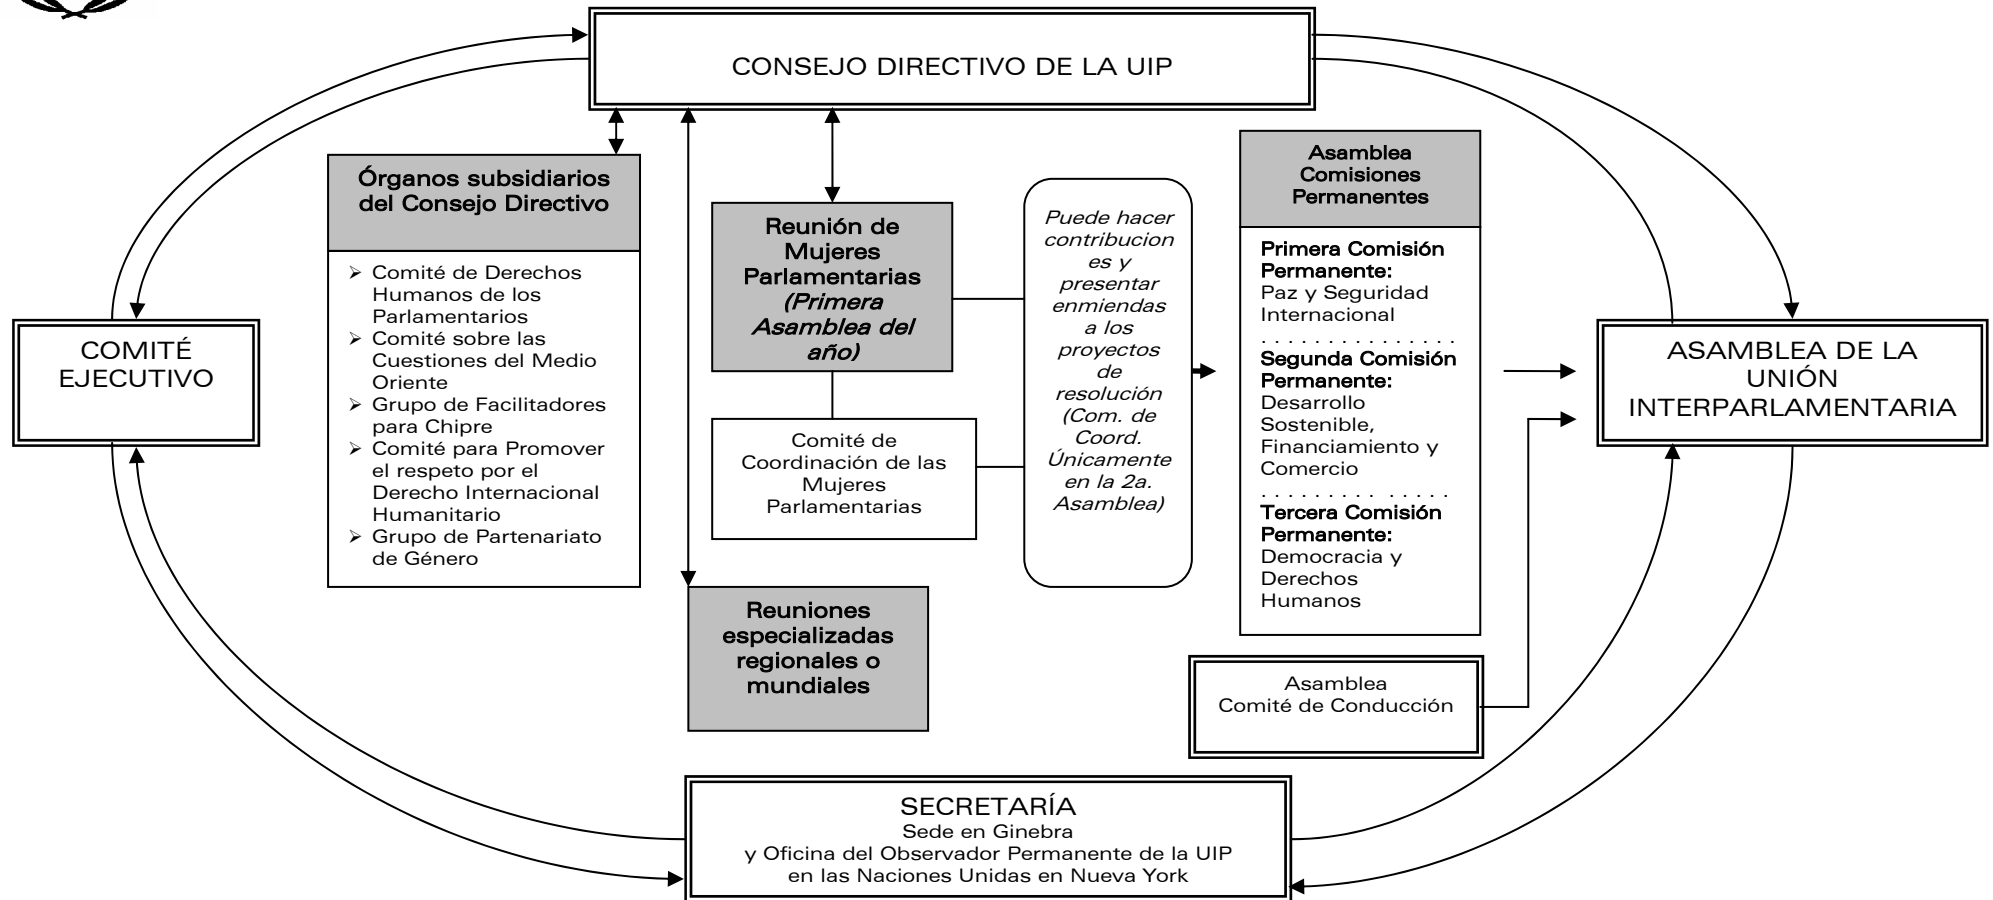 CONSEJO DIRECTIVO DE LA UIP
Órganos subsidiarios
del Consejo Directivo
➢ Comité de Derechos
Humanos de los
Parlamentarios
➢ Comité sobre las
Cuestiones del Medio
Oriente
➢ Grupo de Facilitadores
para Chipre
➢ Comité para Promover
el respeto por el
Derecho Internacional
Humanitario
➢ Grupo de Partenariato
de Género
Reunión de
Mujeres
Parlamentarias
(Primera
Asamblea del
año)
Comité de
Coordinación de las
Mujeres
Parlamentarias
Puede hacer
contribucion
es y
presentar
enmiendas
a los
proyectos
de
resolución
(Com. de
Coord.
Únicamente
en la 2a.
Asamblea)
Asamblea
Comisiones
Permanentes
Primera Comisión
Permanente:
Paz y Seguridad
Internacional
. . . . . . . . . . . . . . .
Segunda Comisión
Permanente:
Desarrollo
Sostenible,
Financiamiento y
Comercio
. . . . . . . . . . . . . .
Tercera Comisión
Permanente:
Democracia y
Derechos
Humanos
COMITÉ
EJECUTIVO
ASAMBLEA DE LA
UNIÓN
INTERPARLAMENTARIA
Reuniones
especializadas
regionales o
mundiales
Asamblea
Comité de Conducción
SECRETARÍA
Sede en Ginebra
y Oficina del Observador Permanente de la UIP
en las Naciones Unidas en Nueva York